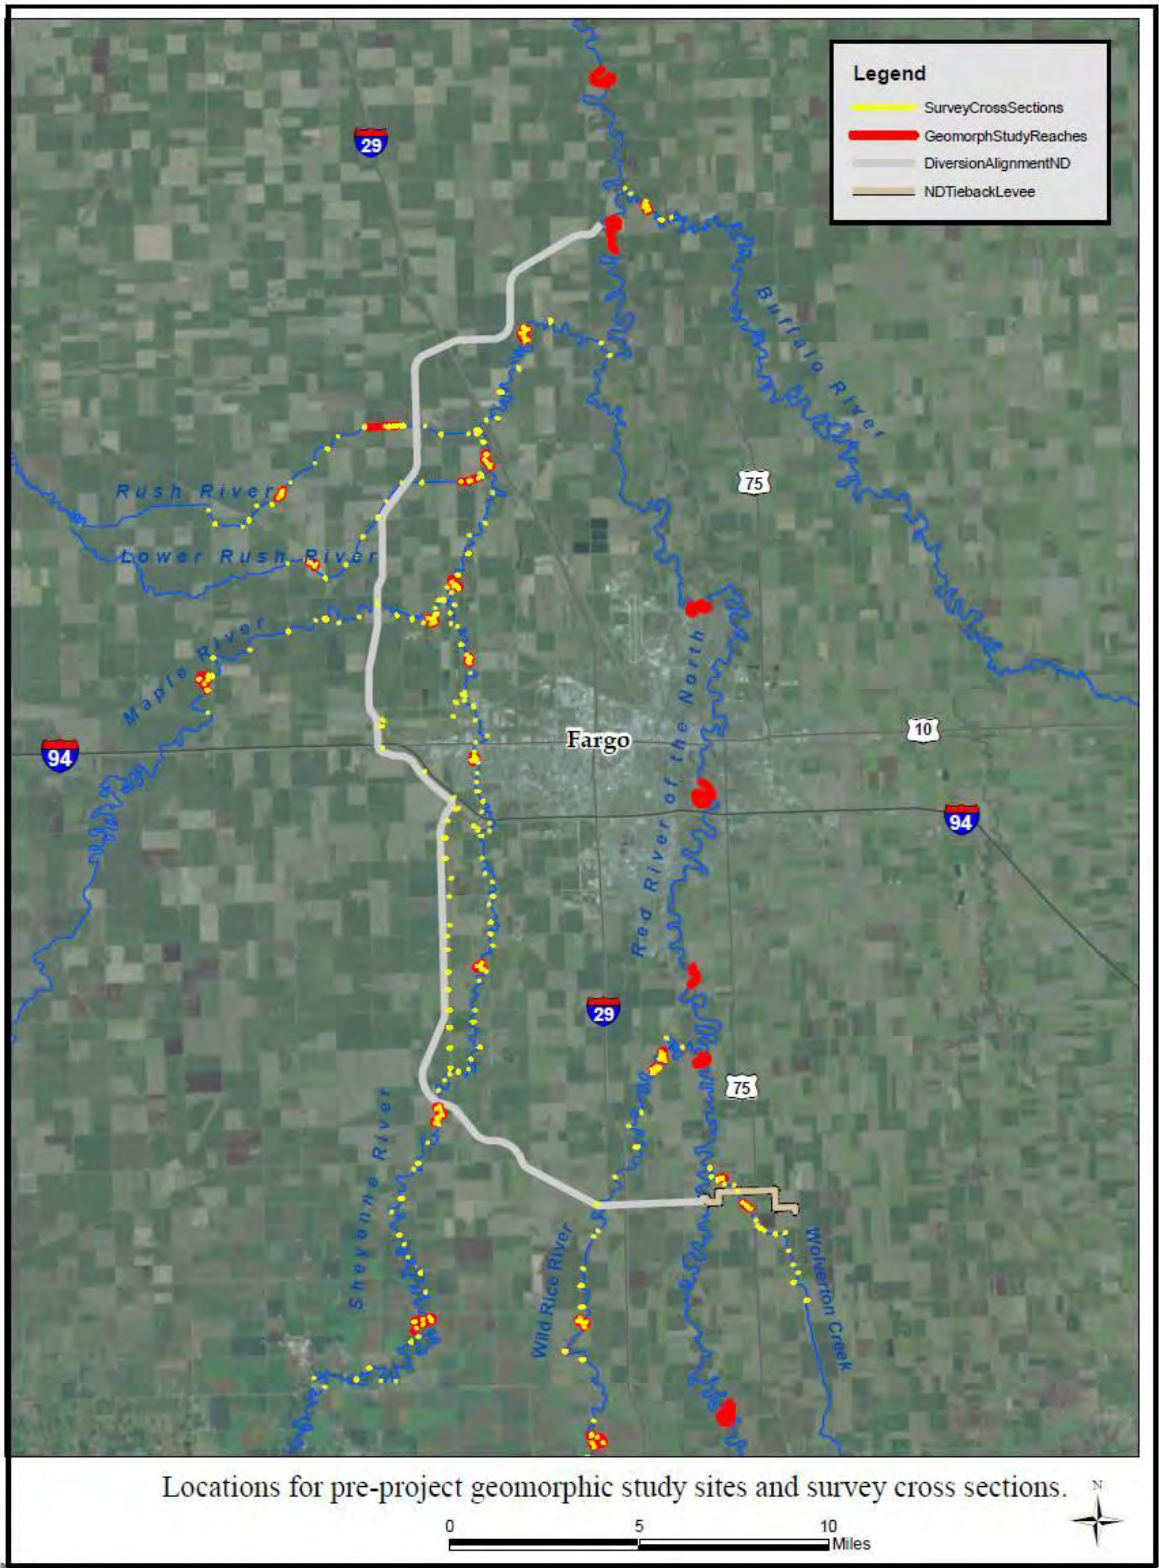 Legend
SurveyCrossSections
GeomorphStudyReaches
DiversionAlignmentND
NDTiebackLevee
29
Buffalo River
75
Rush River
Lower Rush River
Maple River
Red River of the North
10
Fargo
94
94
29
75
Sheyenne River
Wild Rice River
Wolverton Creek
Locations for pre-project geomorphic study sites and survey cross sections.
N
0 5 10
Miles